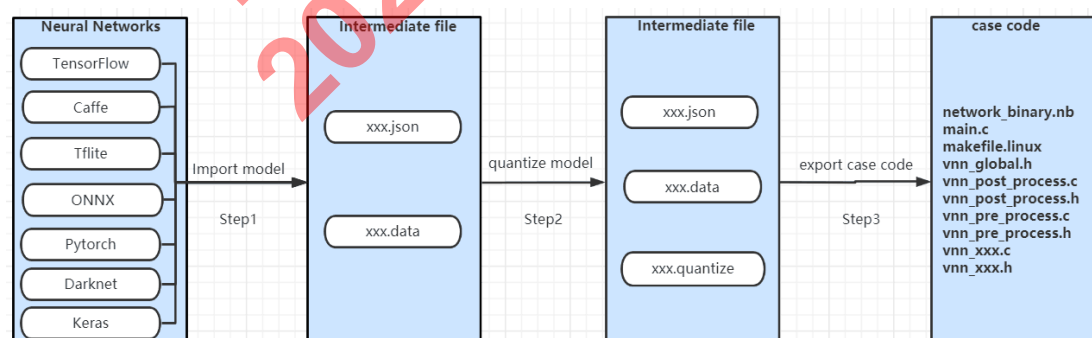 Neural Networks
TensorFlow
Caffe
Tflite
ONNX
Pytorch
Darknet
Keras
Import model
Step1
Intermediate file
xxx.json
xxx.data
quantize model
Step2
Intermediate file
xxx.json
xxx.data
xxx.quantize
export case code
Step3
case code
network_binary.nb
main.c
makefile.linux
vnn_global.h
vnn_post_process.c
vnn_post_process.h
vnn_pre_process.c
vnn_pre_process.h
vnn_xxx.c
vnn_xxx.h